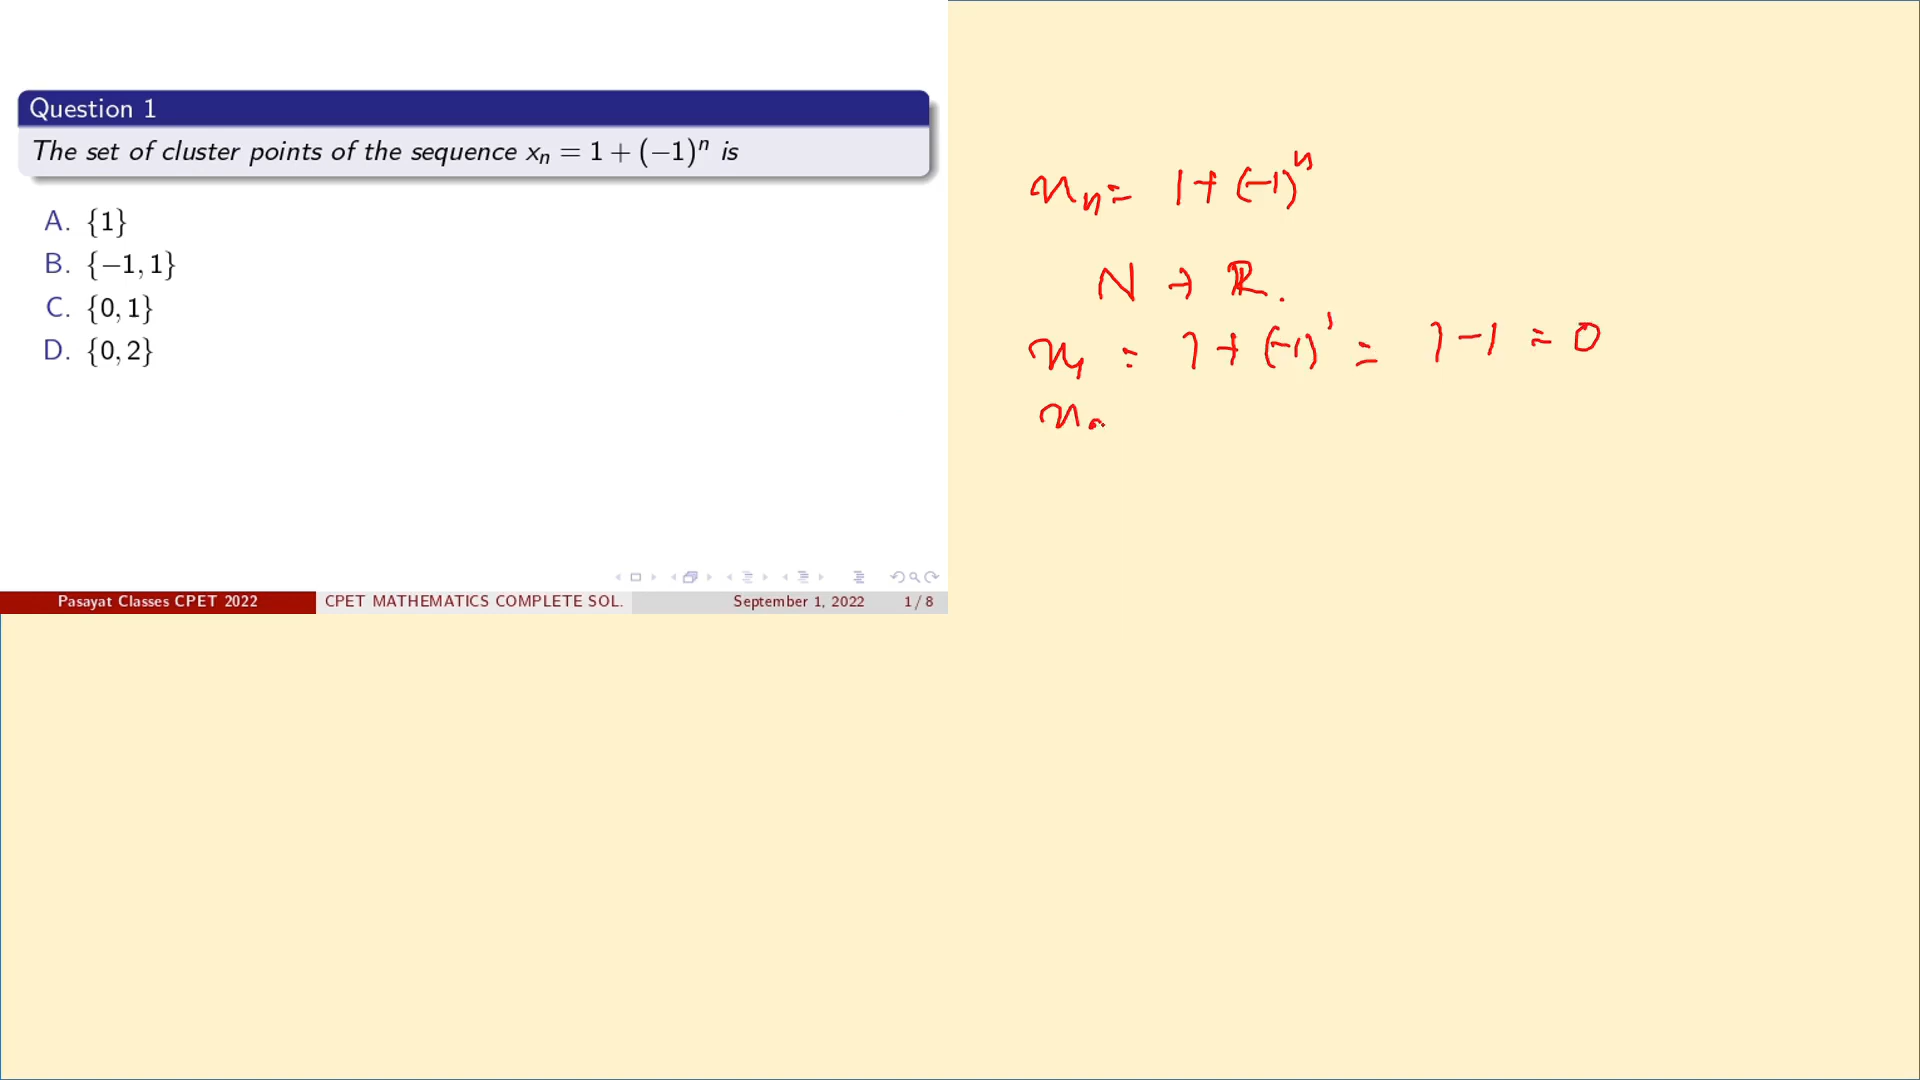 Question 1
The set of cluster points of the sequence xₙ = 1 + (−1)ⁿ is
A. {1}
B. {−1, 1}
C. {0, 1}
D. {0, 2}
Pasayat Classes CPET 2022 CPET MATHEMATICS COMPLETE SOL. September 1, 2022 1 / 8
xₙ = 1 + (−1)ⁿ
N → ℝ.
x₁ = 1 + (−1)¹ = 1 − 1 = 0
x